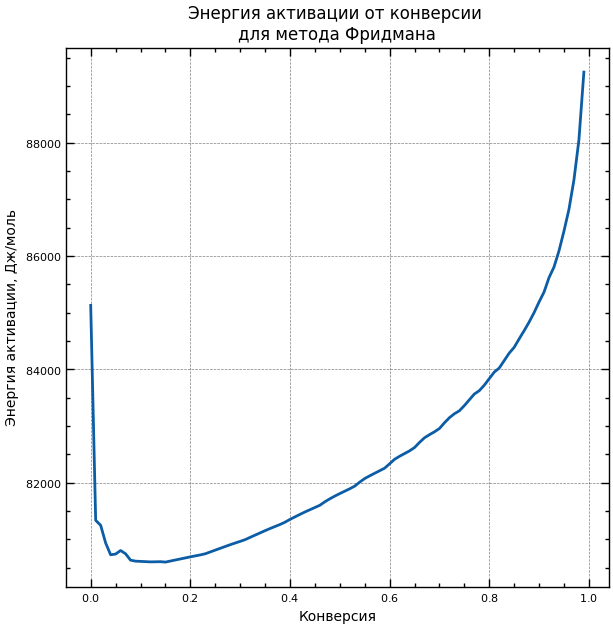 Энергия активации от конверсии
для метода Фридмана
Энергия активации, Дж/моль
88000
86000
84000
82000
0.0 0.2 0.4 0.6 0.8 1.0
Конверсия